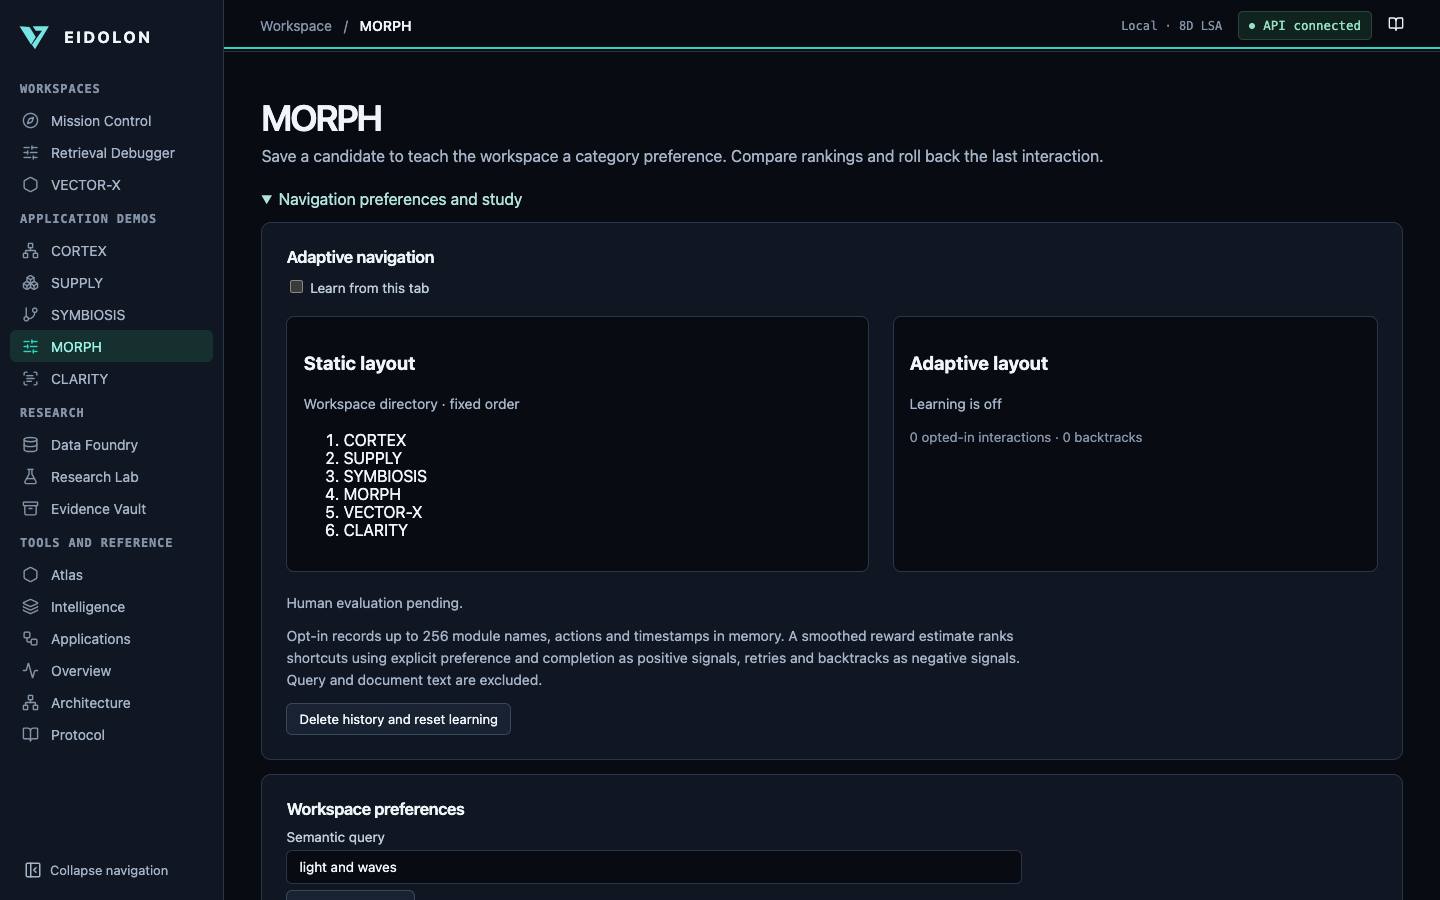 EIDOLON
WORKSPACES
Mission Control
Retrieval Debugger
VECTOR-X
APPLICATION DEMOS
CORTEX
SUPPLY
SYMBIOSIS
MORPH
CLARITY
RESEARCH
Data Foundry
Research Lab
Evidence Vault
TOOLS AND REFERENCE
Atlas
Intelligence
Applications
Overview
Architecture
Protocol
Collapse navigation
Workspace / MORPH
Local · 8D LSA
● API connected
MORPH
Save a candidate to teach the workspace a category preference. Compare rankings and roll back the last interaction.
▼ Navigation preferences and study
Adaptive navigation
Learn from this tab
Static layout
Workspace directory · fixed order
1. CORTEX
2. SUPPLY
3. SYMBIOSIS
4. MORPH
5. VECTOR-X
6. CLARITY
Adaptive layout
Learning is off
0 opted-in interactions · 0 backtracks
Human evaluation pending.
Opt-in records up to 256 module names, actions and timestamps in memory. A smoothed reward estimate ranks
shortcuts using explicit preference and completion as positive signals, retries and backtracks as negative signals.
Query and document text are excluded.
Delete history and reset learning
Workspace preferences
Semantic query
light and waves